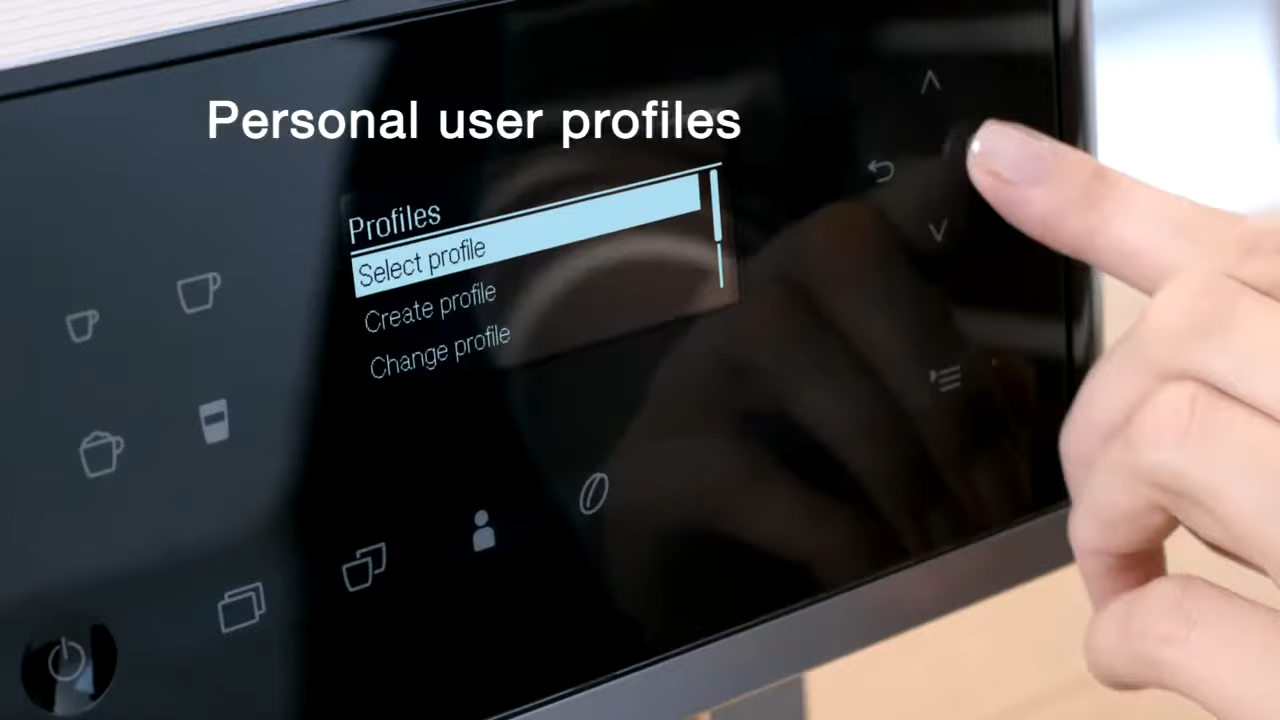 Personal user profiles
Profiles
Select profile
Create profile
Change profile